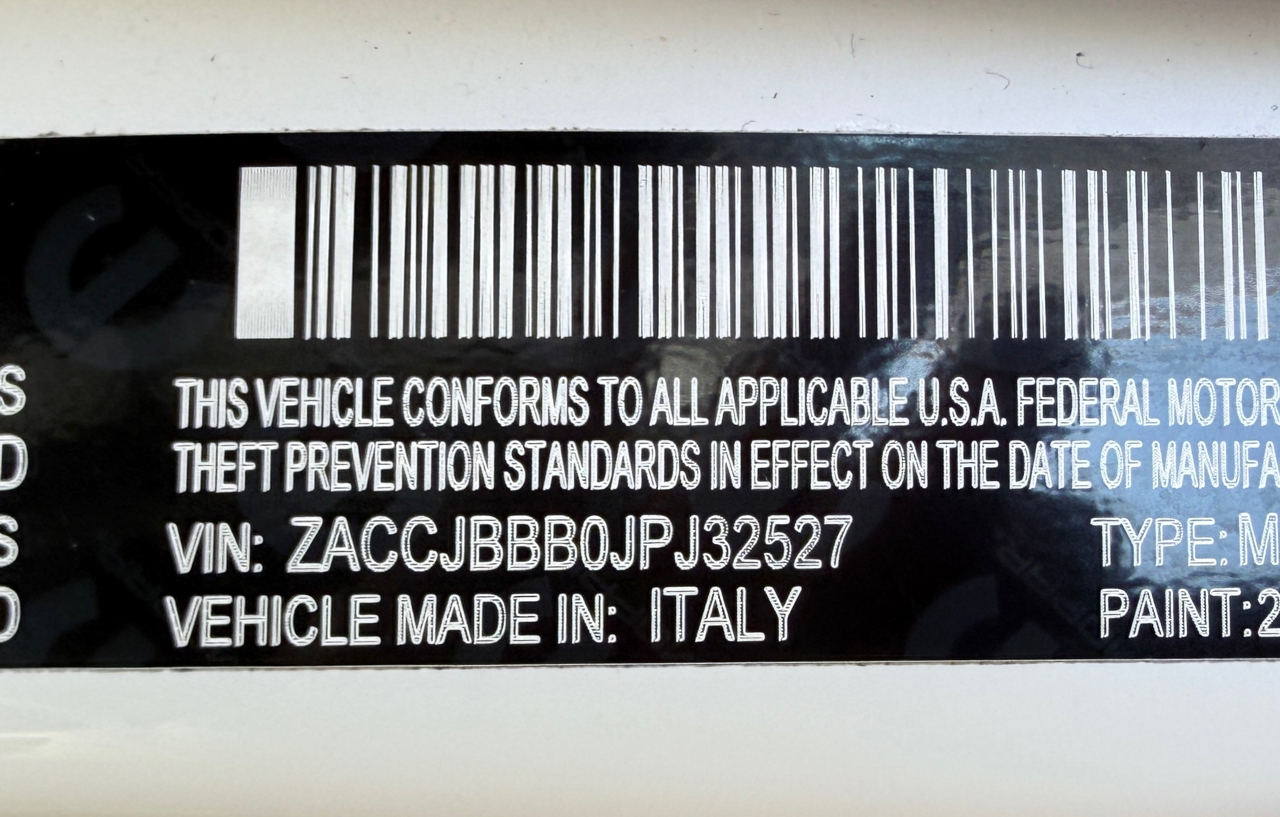 S THIS VEHICLE CONFORMS TO ALL APPLICABLE U.S.A. FEDERAL MOTOR
D THEFT PREVENTION STANDARDS IN EFFECT ON THE DATE OF MANUFA
S VIN: ZACCJBBB0JPJ32527 TYPE: M
D VEHICLE MADE IN: ITALY PAINT: 2